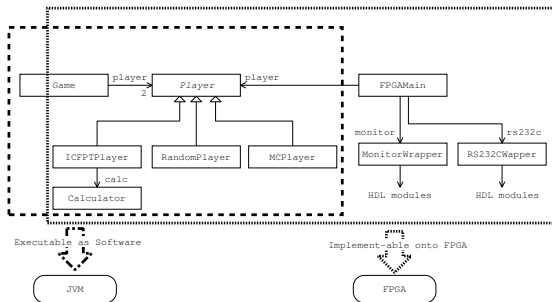 Game
player
2
Player
player
FPGAMain
monitor
rs232c
ICFPTPlayer
RandomPlayer
MCPlayer
MonitorWrapper
RS232CWapper
calc
Calculator
HDL modules
HDL modules
Executable as Software
Implement-able onto FPGA
JVM
FPGA